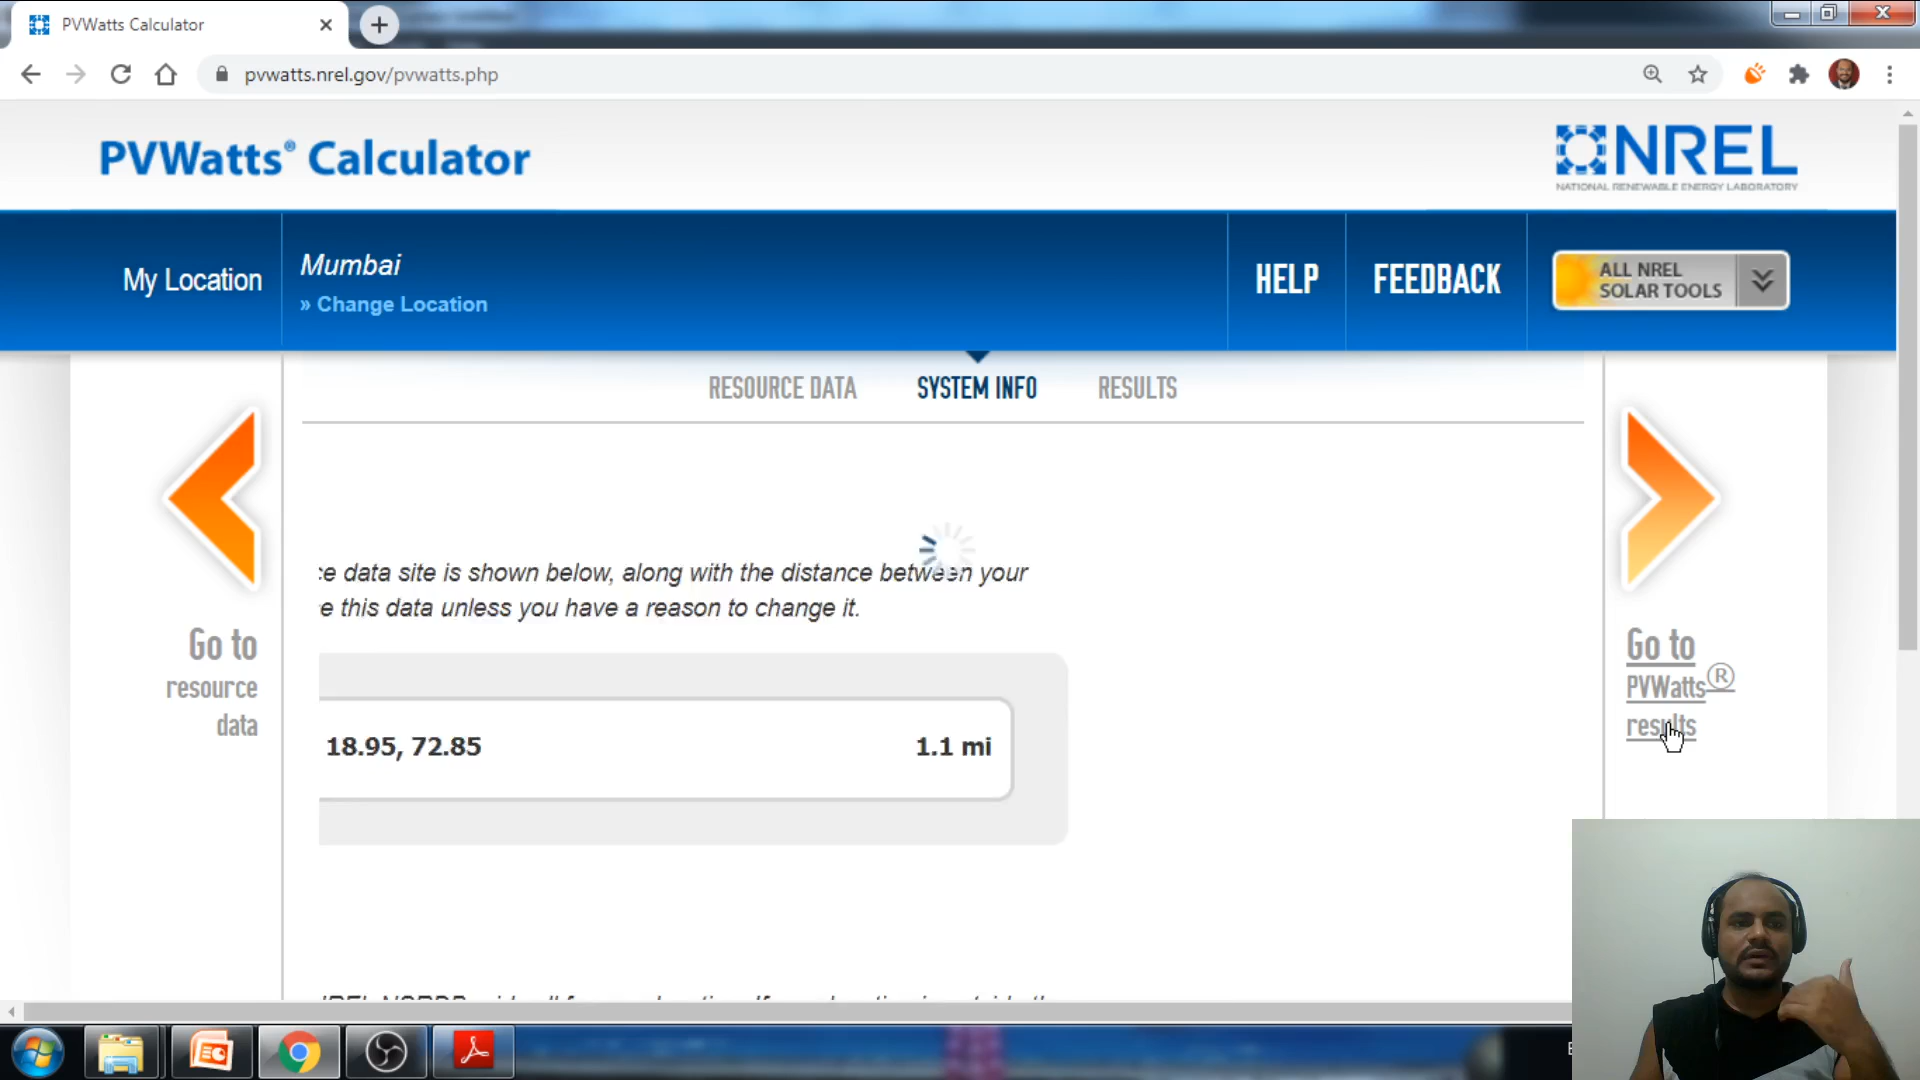 PVWatts Calculator
pvwatts.nrel.gov/pvwatts.php
PVWatts® Calculator
NREL
NATIONAL RENEWABLE ENERGY LABORATORY
My Location
Mumbai
» Change Location
HELP
FEEDBACK
ALL NREL
SOLAR TOOLS
RESOURCE DATA
SYSTEM INFO
RESULTS
e data site is shown below, along with the distance between your
e this data unless you have a reason to change it.
18.95, 72.85
1.1 mi
Go to
resource
data
Go to
PVWatts®
results